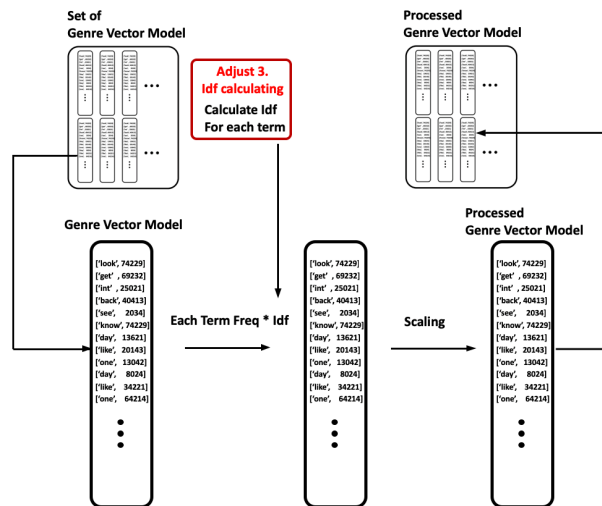 Set of
Genre Vector Model
Processed
Genre Vector Model
Adjust 3.
Idf calculating
Calculate Idf
For each term
Genre Vector Model
Processed
Genre Vector Model
['look', 74229]
['get' , 69232]
['int' , 25021]
['back', 40413]
['see', 2034]
['know', 74229]
['day', 13621]
['like', 20143]
['one', 13042]
['day', 8024]
['like', 34221]
['one', 64214]
Each Term Freq * Idf
['look', 74229]
['get' , 69232]
['int' , 25021]
['back', 40413]
['see', 2034]
['know', 74229]
['day', 13621]
['like', 20143]
['one', 13042]
['day', 8024]
['like', 34221]
['one', 64214]
Scaling
['look', 74229]
['get' , 69232]
['int' , 25021]
['back', 40413]
['see', 2034]
['know', 74229]
['day', 13621]
['like', 20143]
['one', 13042]
['day', 8024]
['like', 34221]
['one', 64214]